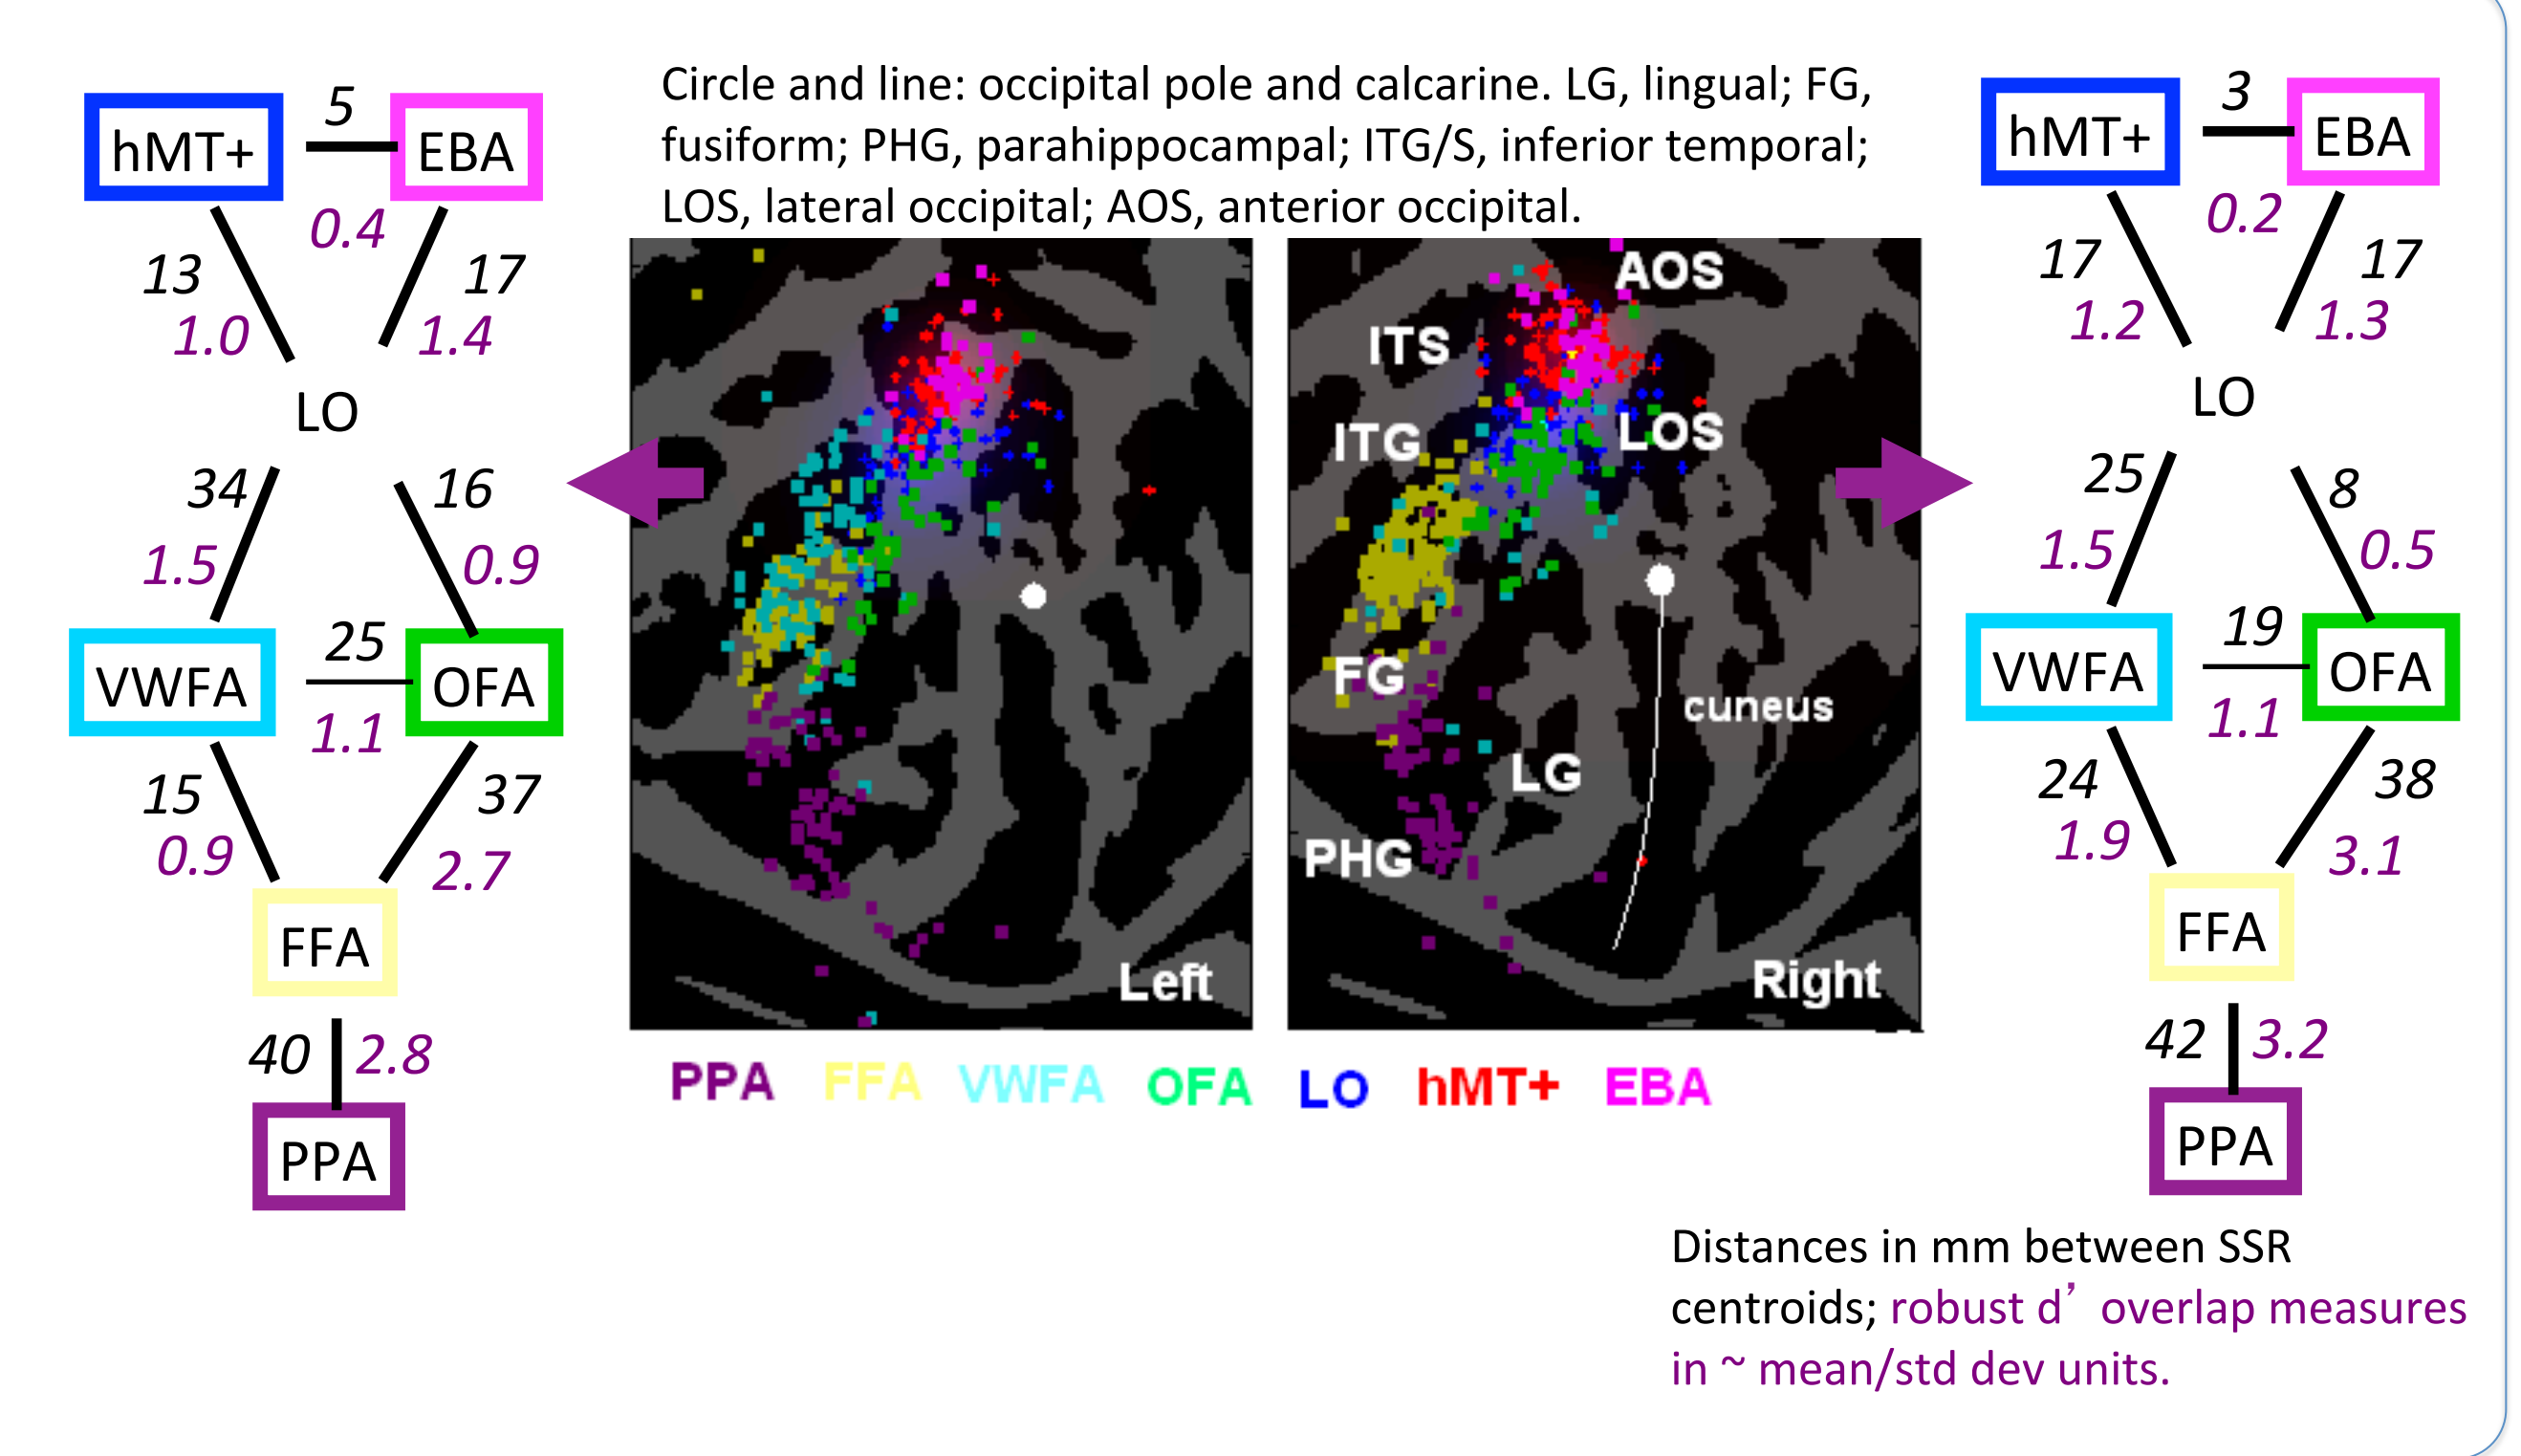 Circle and line: occipital pole and calcarine. LG, lingual; FG,
fusiform; PHG, parahippocampal; ITG/S, inferior temporal;
LOS, lateral occipital; AOS, anterior occipital.
hMT+ 5 EBA
0.4
13 17
1.0 1.4
LO
34 16
1.5 0.9
VWFA 25 OFA
1.1
15 37
0.9 2.7
FFA
40 2.8
PPA
Left
AOS
ITS
ITG LOS
FG
cuneus
LG
PHG
Right
PPA FFA VWFA OFA LO hMT+ EBA
hMT+ 3 EBA
0.2
17 17
1.2 1.3
LO
25 8
1.5 0.5
VWFA 19 OFA
1.1
24 38
1.9 3.1
FFA
42 3.2
PPA
Distances in mm between SSR
centroids; robust d’ overlap measures
in ~ mean/std dev units.